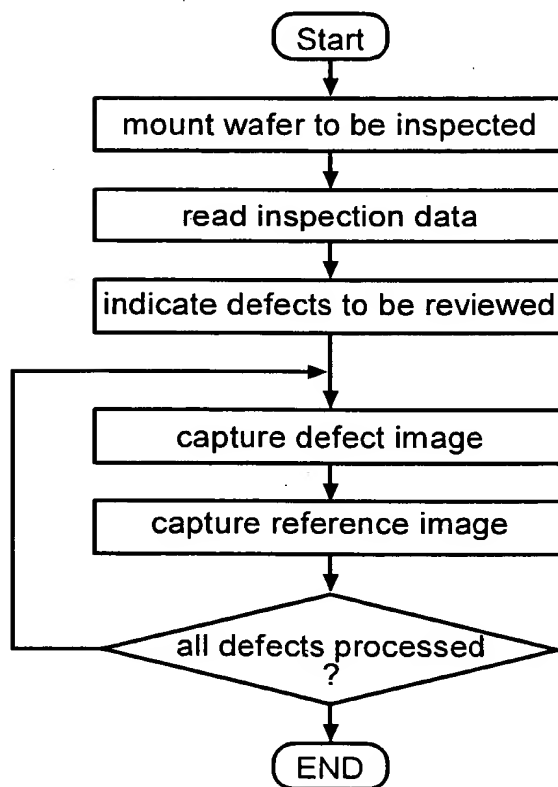 Start
mount wafer to be inspected
read inspection data
indicate defects to be reviewed
capture defect image
capture reference image
all defects processed
?
END